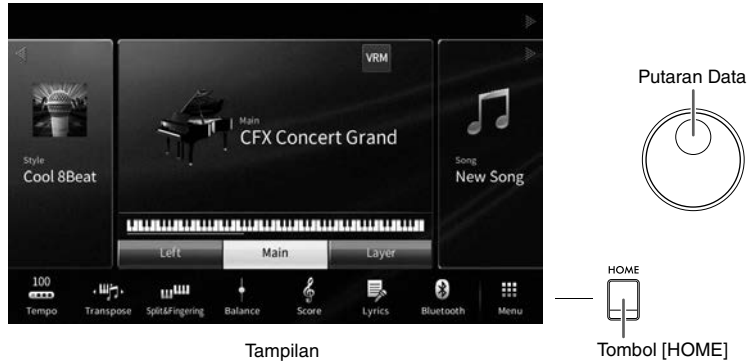 VRM
Style
Cool 8Beat
Main
CFX Concert Grand
Song
New Song
Left
Main
Layer
100
Tempo
Transpose
Split&Fingering
Balance
Score
Lyrics
Bluetooth
Menu
Tampilan
Putaran Data
HOME
Tombol [HOME]